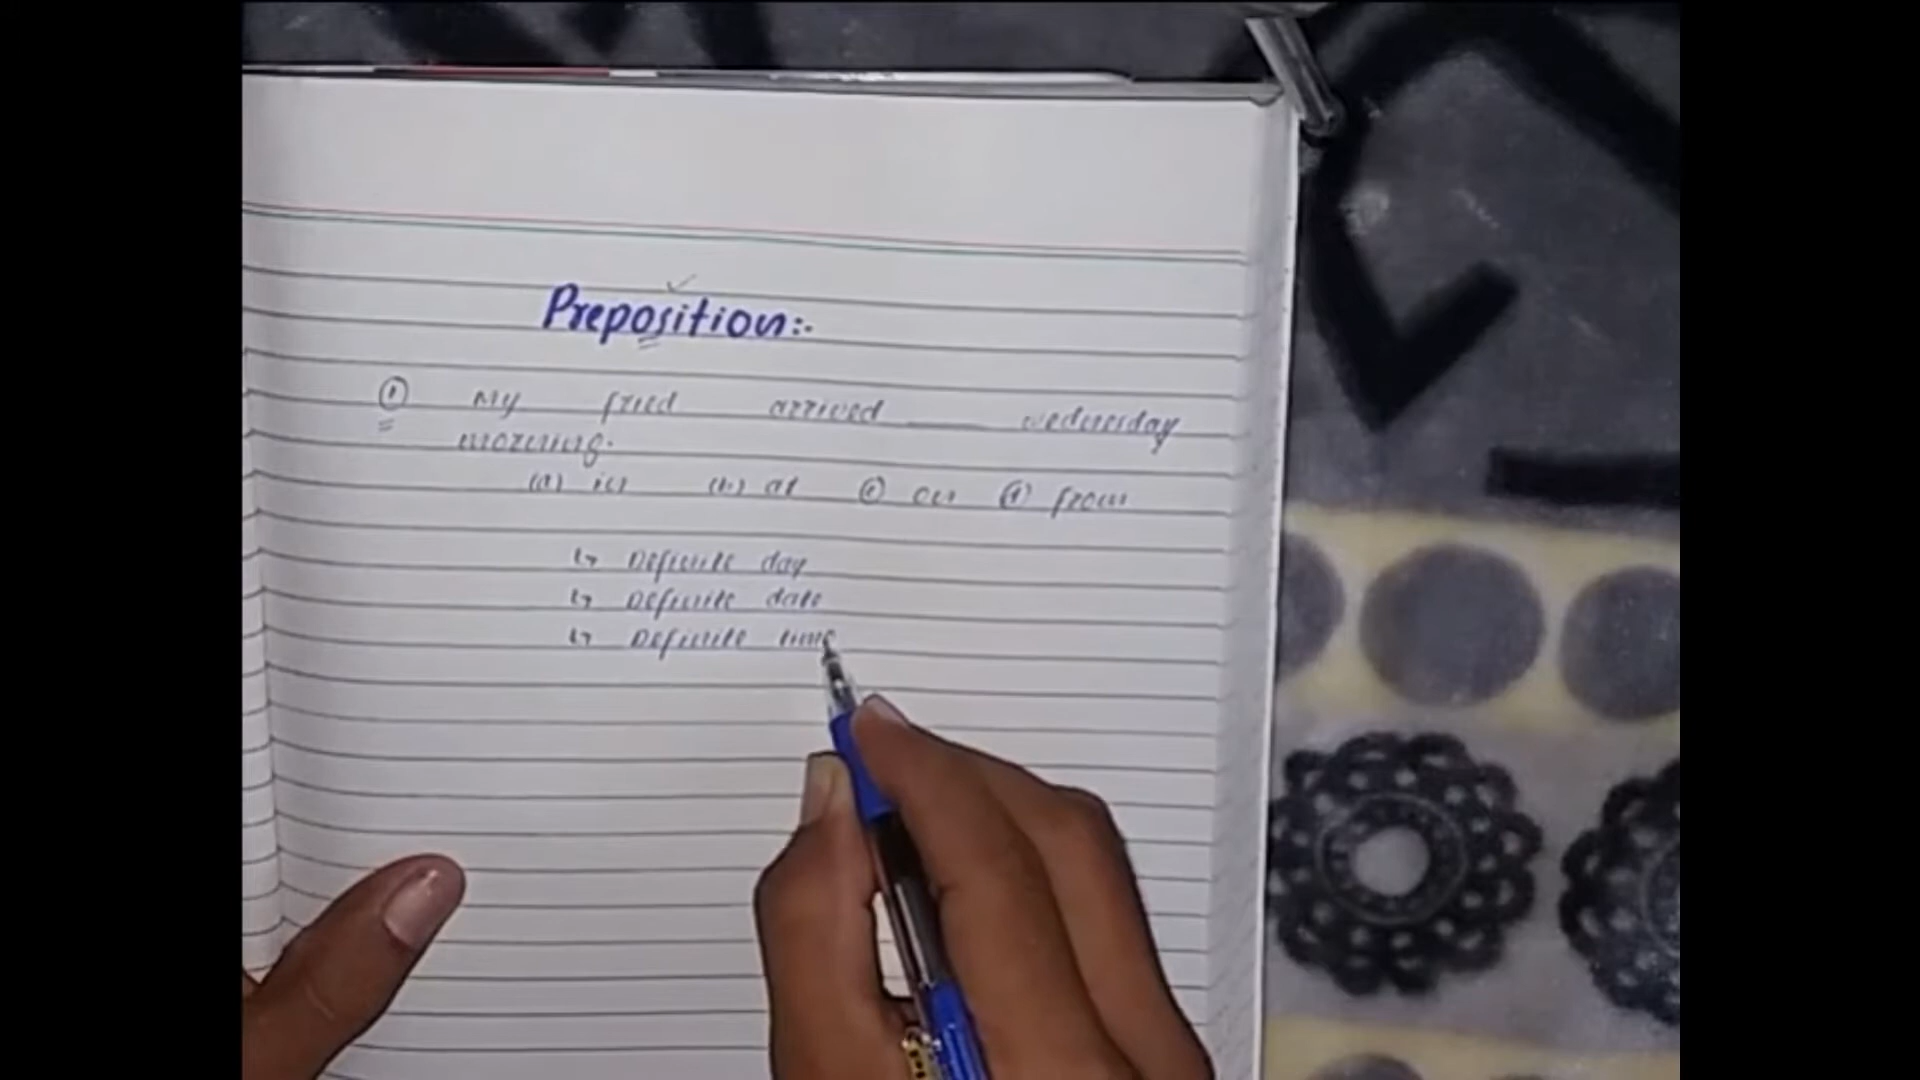 Preposition:-
① My fried arrived ____ wednesday
morning.
(a) in (b) at ⓒ on ⓓ from
↳ Definite day
↳ Definite date
↳ Definite time